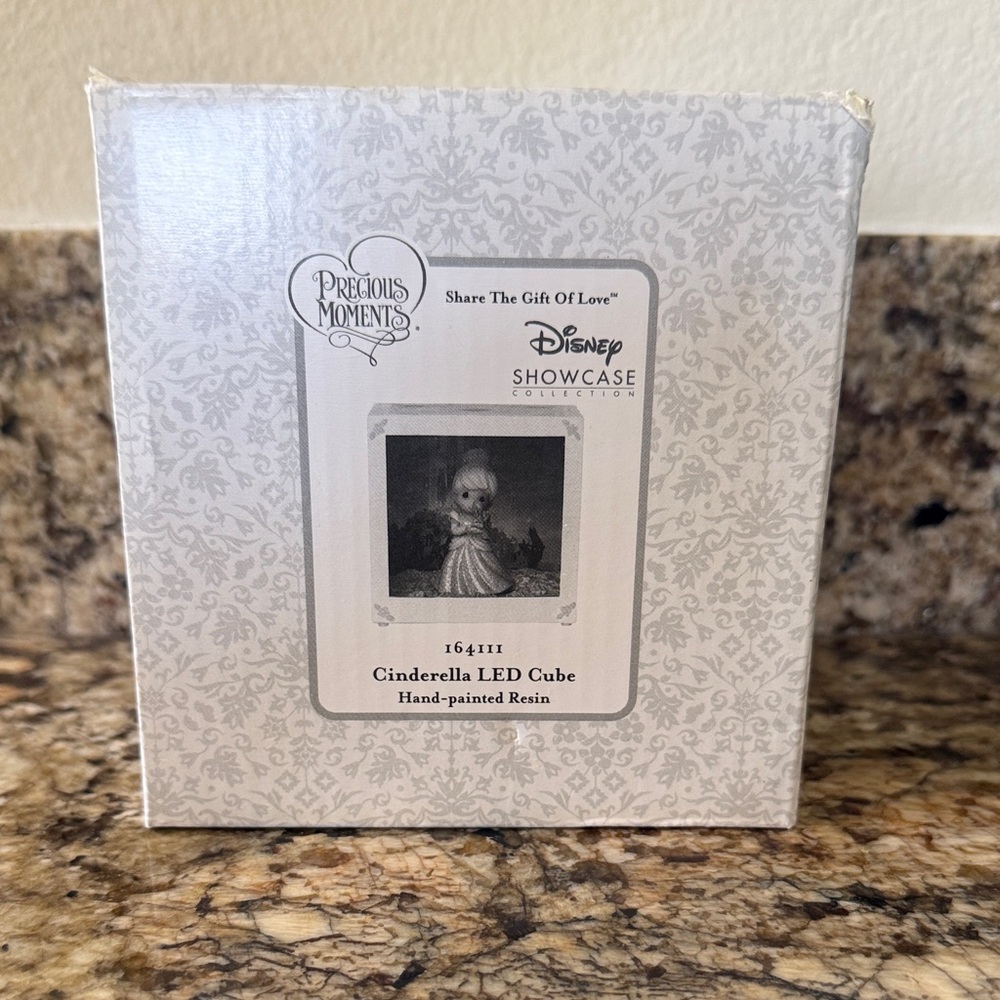 PRECIOUS
MOMENTS®
Share The Gift Of Love™
Disney
SHOWCASE
COLLECTION
164111
Cinderella LED Cube
Hand-painted Resin